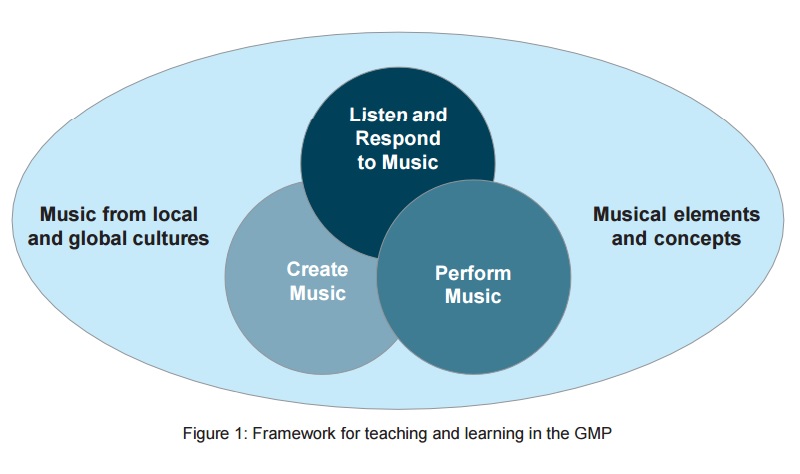 Listen and
Respond
to Music
Music from local
and global cultures
Musical elements
and concepts
Create
Music
Perform
Music
Figure 1: Framework for teaching and learning in the GMP